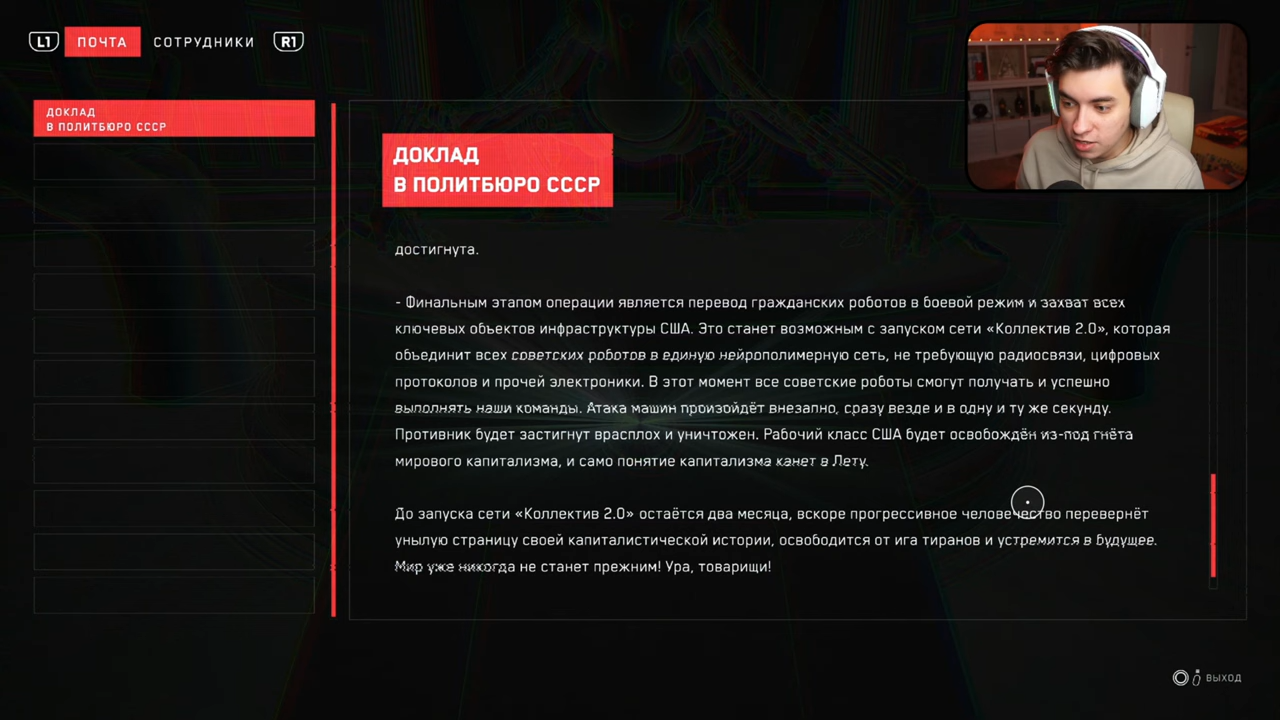 L1 ПОЧТА СОТРУДНИКИ R1
ДОКЛАД
В ПОЛИТБЮРО СССР
ДОКЛАД
В ПОЛИТБЮРО СССР
достигнута.
- Финальным этапом операции является перевод гражданских роботов в боевой режим и захват всех
ключевых объектов инфраструктуры США. Это станет возможным с запуском сети «Коллектив 2.0», которая
объединит всех советских роботов в единую нейрополимерную сеть, не требующую радиосвязи, цифровых
протоколов и прочей электроники. В этот момент все советские роботы смогут получать и успешно
выполнять наши команды. Атака машин произойдёт внезапно, сразу везде и в одну и ту же секунду.
Противник будет застигнут врасплох и уничтожен. Рабочий класс США будет освобождён из-под гнёта
мирового капитализма, и само понятие капитализма канет в Лету.
До запуска сети «Коллектив 2.0» остаётся два месяца, вскоре прогрессивное человечество перевернёт
унылую страницу своей капиталистической истории, освободится от ига тиранов и устремится в будущее.
Мир уже никогда не станет прежним! Ура, товарищи!
ВЫХОД